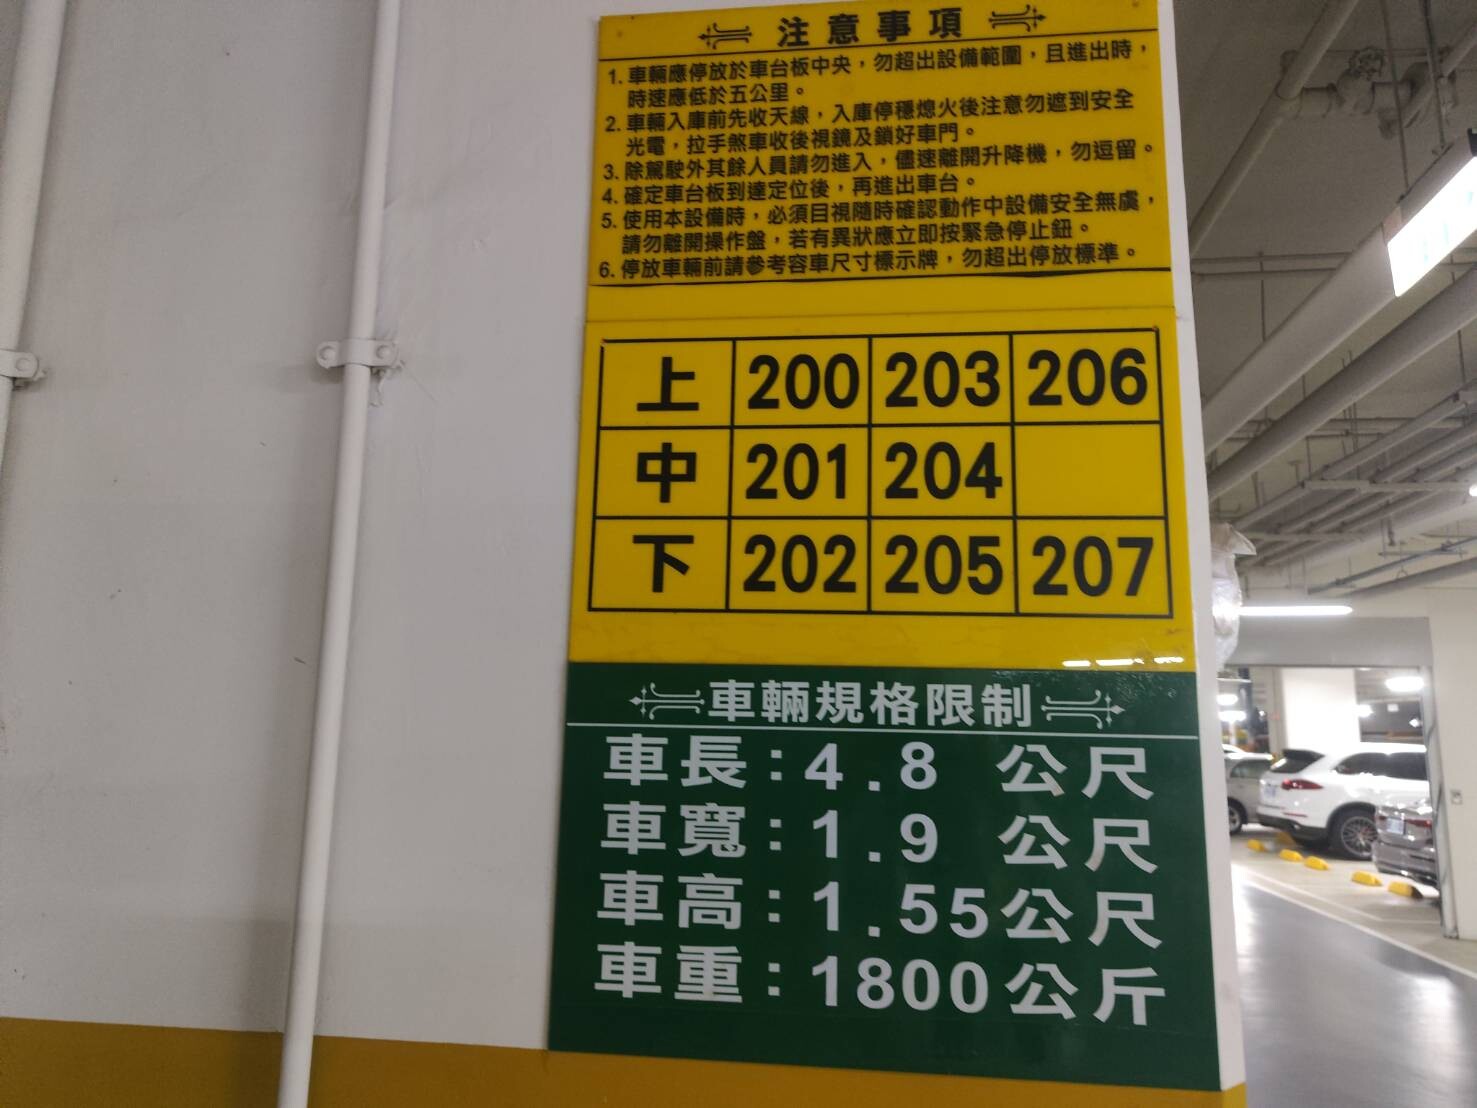 注意事項
1. 車輛應停放於車台板中央，勿超出設備範圍，且進出時，
時速應低於五公里。
2. 車輛入庫前先收天線，入庫停穩熄火後注意勿遮到安全
光電，拉手煞車收後視鏡及鎖好車門。
3. 除駕駛外其餘人員請勿進入，儘速離開升降機，勿逗留。
4. 確定車台板到達定位後，再進出車台。
5. 使用本設備時，必須目視隨時確認動作中設備安全無虞，
請勿離開操作盤，若有異狀應立即按緊急停止鈕。
6. 停放車輛前請參考容車尺寸標示牌，勿超出停放標準。
上 200 203 206
中 201 204
下 202 205 207
車輛規格限制
車長：4.8 公尺
車寬：1.9 公尺
車高：1.55公尺
車重：1800公斤